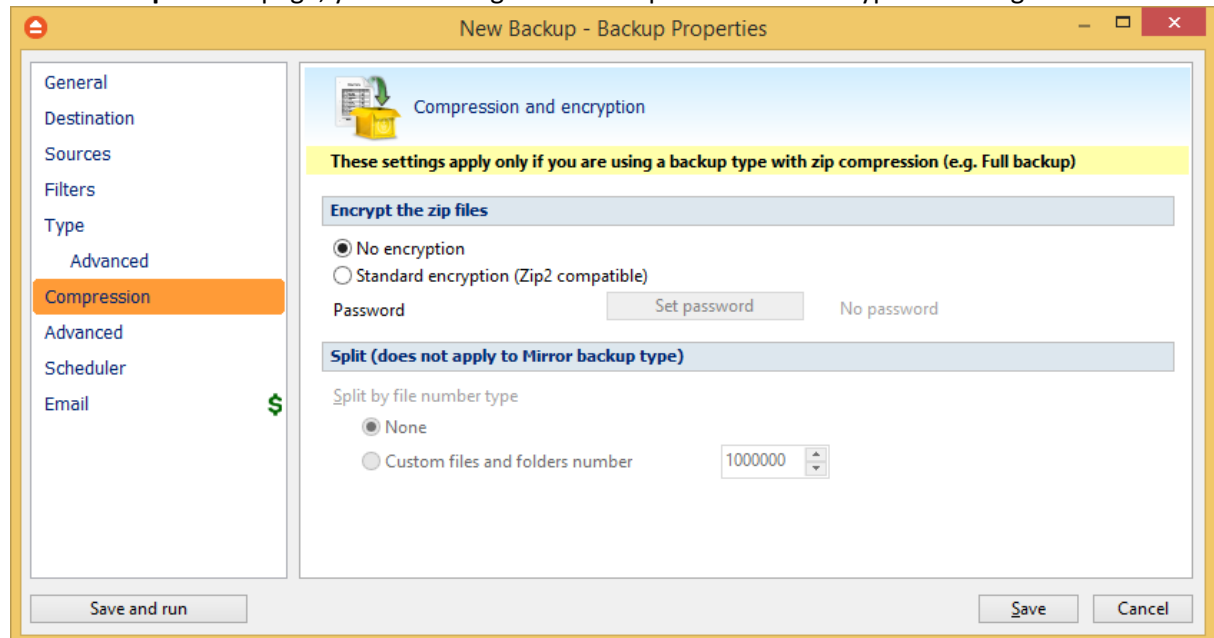 New Backup - Backup Properties
General
Destination
Sources
Filters
Type
Advanced
Compression
Advanced
Scheduler
Email $
Compression and encryption
These settings apply only if you are using a backup type with zip compression (e.g. Full backup)
Encrypt the zip files
No encryption
Standard encryption (Zip2 compatible)
Password Set password No password
Split (does not apply to Mirror backup type)
Split by file number type
None
Custom files and folders number 1000000
Save and run Save Cancel